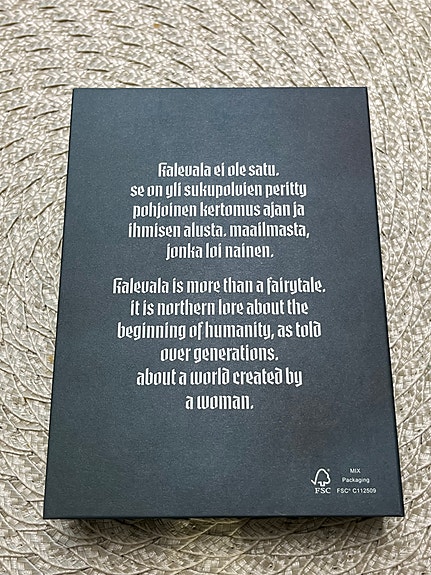 Kalevala ei ole satu.
se on yli sukupolvien peritty
pohjoinen kertomus ajan ja
ihmisen alusta. maailmasta,
jonka loi nainen.
Kalevala is more than a fairytale.
it is northern lore about the
beginning of humanity, as told
over generations.
about a world created by
a woman.
MIX
Packaging
FSC FSC® C112509